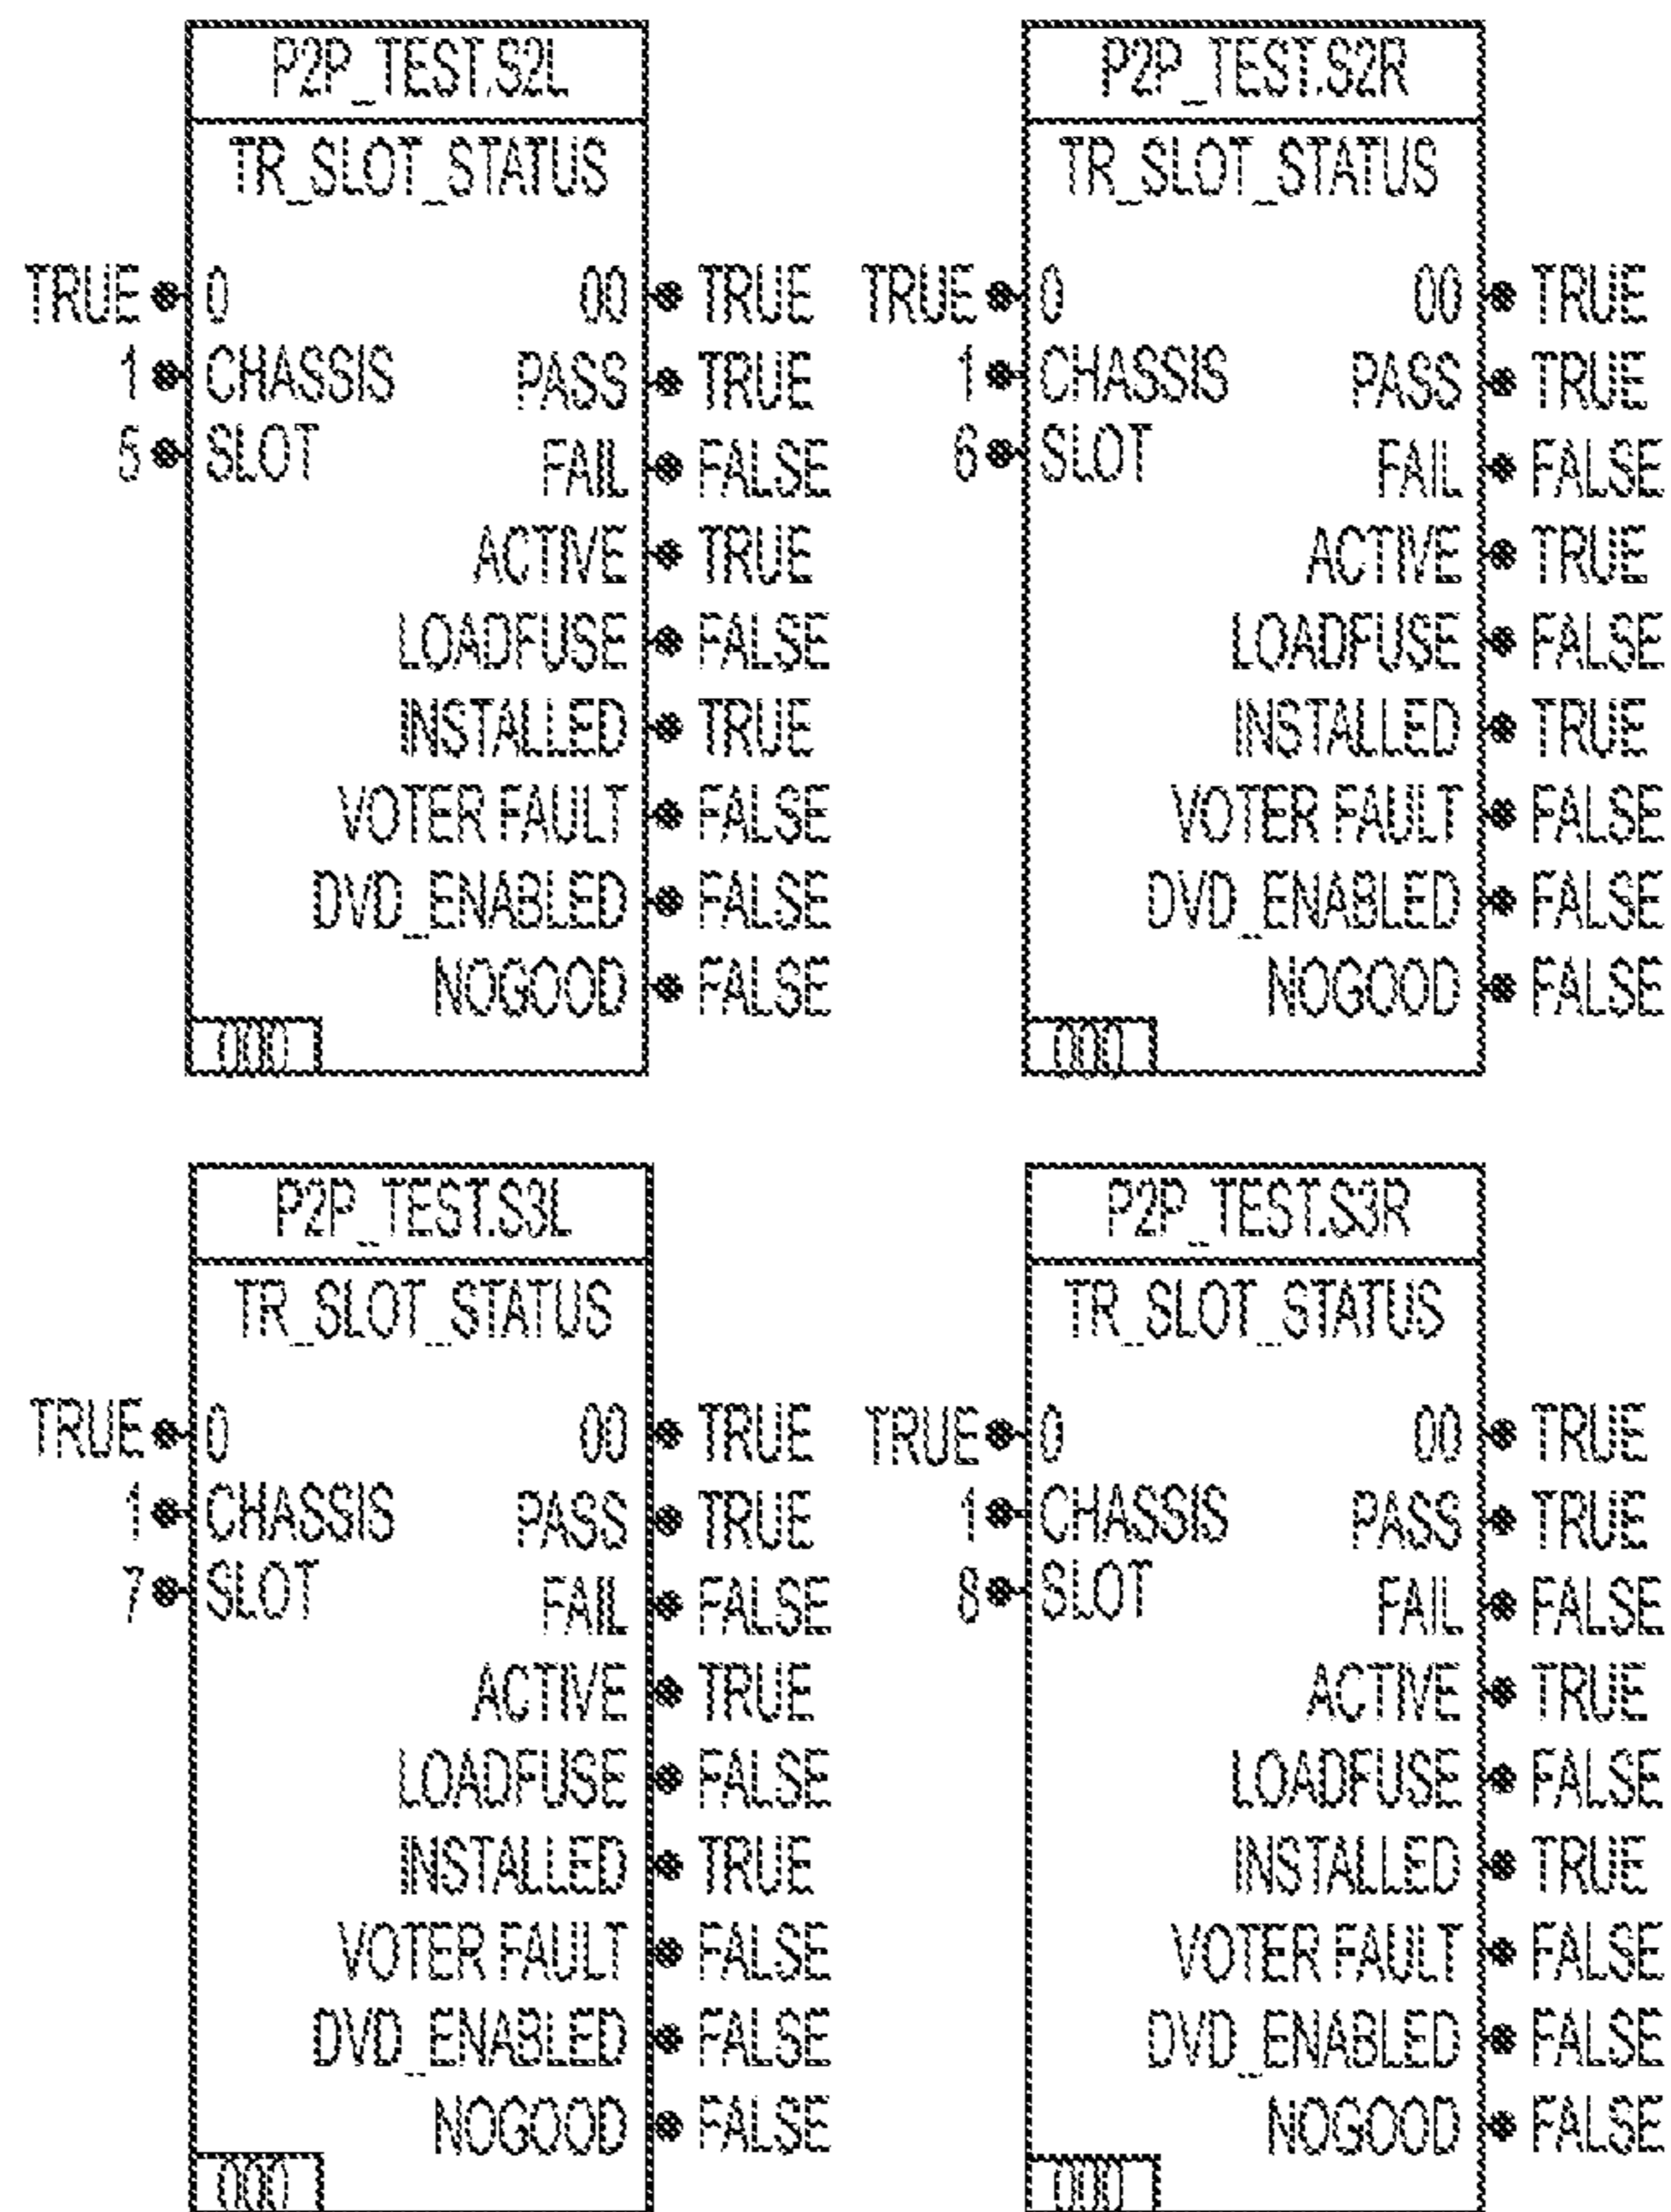 P2P_TEST.S2L
TR_SLOT_STATUS
TRUE 0 00 TRUE
1 CHASSIS PASS TRUE
5 SLOT FAIL FALSE
ACTIVE TRUE
LOADFUSE FALSE
INSTALLED TRUE
VOTER FAULT FALSE
DVD_ENABLED FALSE
NOGOOD FALSE
000
P2P_TEST.S2R
TR_SLOT_STATUS
TRUE 0 00 TRUE
1 CHASSIS PASS TRUE
6 SLOT FAIL FALSE
ACTIVE TRUE
LOADFUSE FALSE
INSTALLED TRUE
VOTER FAULT FALSE
DVD_ENABLED FALSE
NOGOOD FALSE
000
P2P_TEST.S3L
TR_SLOT_STATUS
TRUE 0 00 TRUE
1 CHASSIS PASS TRUE
7 SLOT FAIL FALSE
ACTIVE TRUE
LOADFUSE FALSE
INSTALLED TRUE
VOTER FAULT FALSE
DVD_ENABLED FALSE
NOGOOD FALSE
000
P2P_TEST.S3R
TR_SLOT_STATUS
TRUE 0 00 TRUE
1 CHASSIS PASS TRUE
8 SLOT FAIL FALSE
ACTIVE TRUE
LOADFUSE FALSE
INSTALLED TRUE
VOTER FAULT FALSE
DVD_ENABLED FALSE
NOGOOD FALSE
000